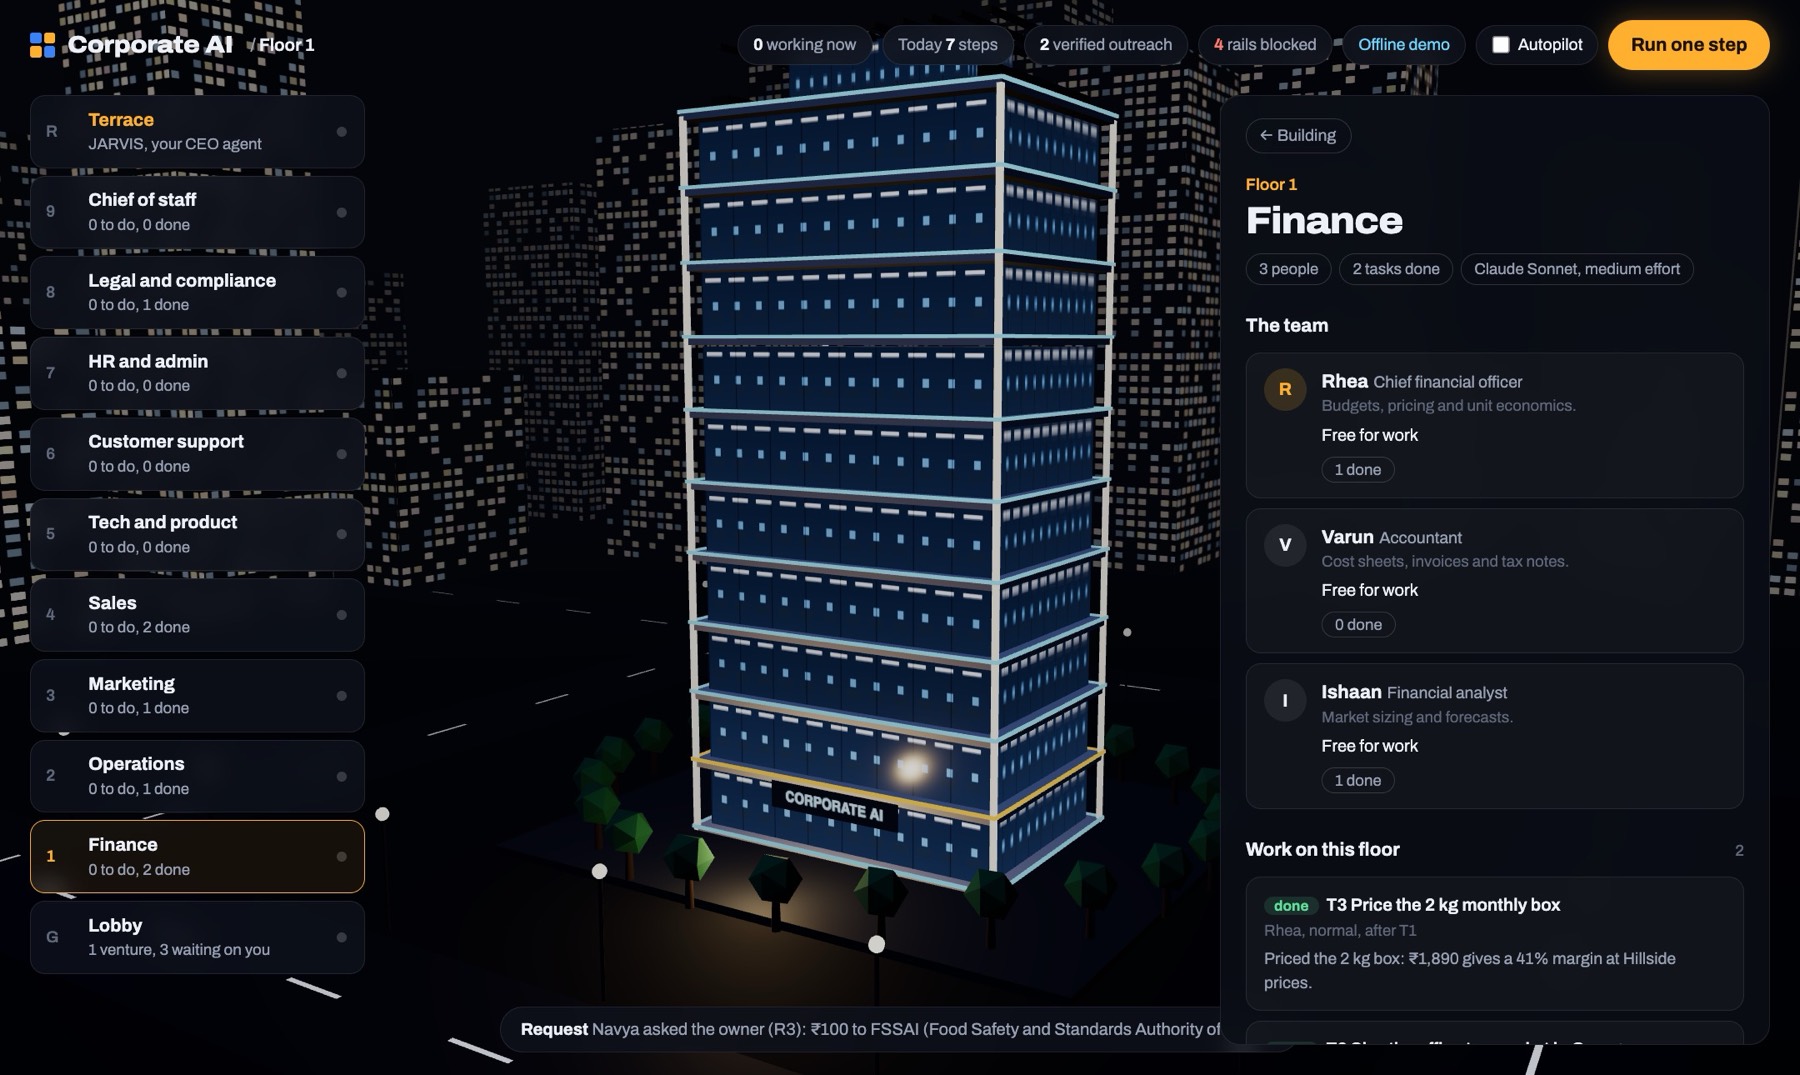 Corporate AI / Floor 1
0 working now
Today 7 steps
2 verified outreach
4 rails blocked
Offline demo
Autopilot
Run one step
R
Terrace
JARVIS, your CEO agent
9
Chief of staff
0 to do, 0 done
8
Legal and compliance
0 to do, 1 done
7
HR and admin
0 to do, 0 done
6
Customer support
0 to do, 0 done
5
Tech and product
0 to do, 0 done
4
Sales
0 to do, 2 done
3
Marketing
0 to do, 1 done
2
Operations
0 to do, 1 done
1
Finance
0 to do, 2 done
G
Lobby
1 venture, 3 waiting on you
CORPORATE AI
Request Navya asked the owner (R3): ₹100 to FSSAI (Food Safety and Standards Authority of
← Building
Floor 1
Finance
3 people
2 tasks done
Claude Sonnet, medium effort
The team
R
Rhea Chief financial officer
Budgets, pricing and unit economics.
Free for work
1 done
V
Varun Accountant
Cost sheets, invoices and tax notes.
Free for work
0 done
I
Ishaan Financial analyst
Market sizing and forecasts.
Free for work
1 done
Work on this floor
2
done T3 Price the 2 kg monthly box
Rhea, normal, after T1
Priced the 2 kg box: ₹1,890 gives a 41% margin at Hillside
prices.